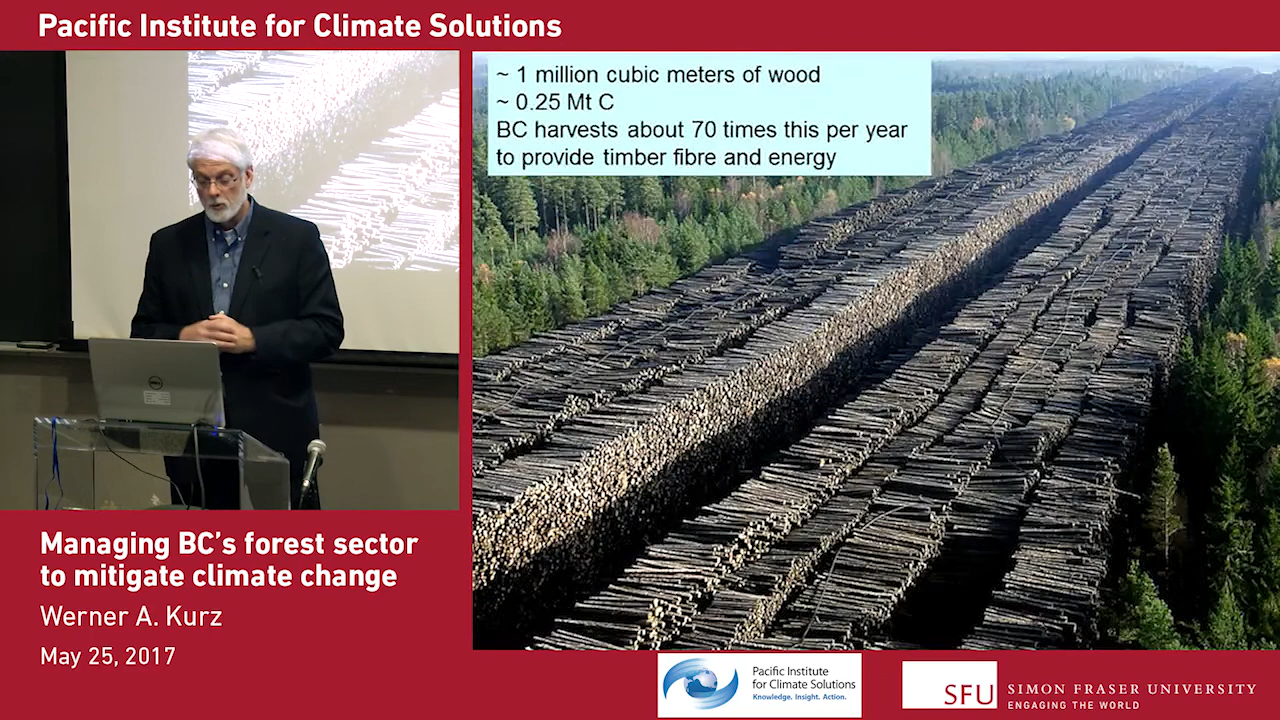 Pacific Institute for Climate Solutions
~ 1 million cubic meters of wood
~ 0.25 Mt C
BC harvests about 70 times this per year
to provide timber fibre and energy
DELL
Managing BC's forest sector
to mitigate climate change
Werner A. Kurz
May 25, 2017
Pacific Institute
for Climate Solutions
Knowledge. Insight. Action.
SFU
SIMON FRASER UNIVERSITY
ENGAGING THE WORLD